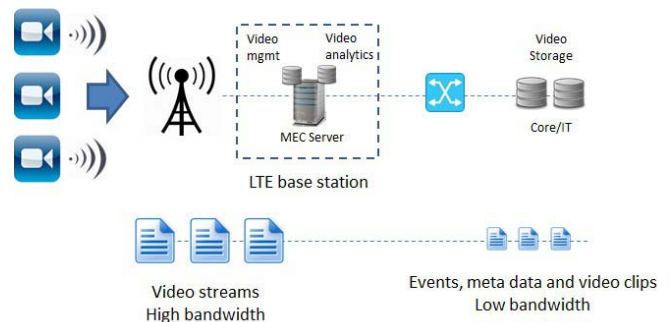 Video
mgmt
Video
analytics
MEC Server
LTE base station
Video
Storage
Core/IT
Video streams
High bandwidth
Events, meta data and video clips
Low bandwidth